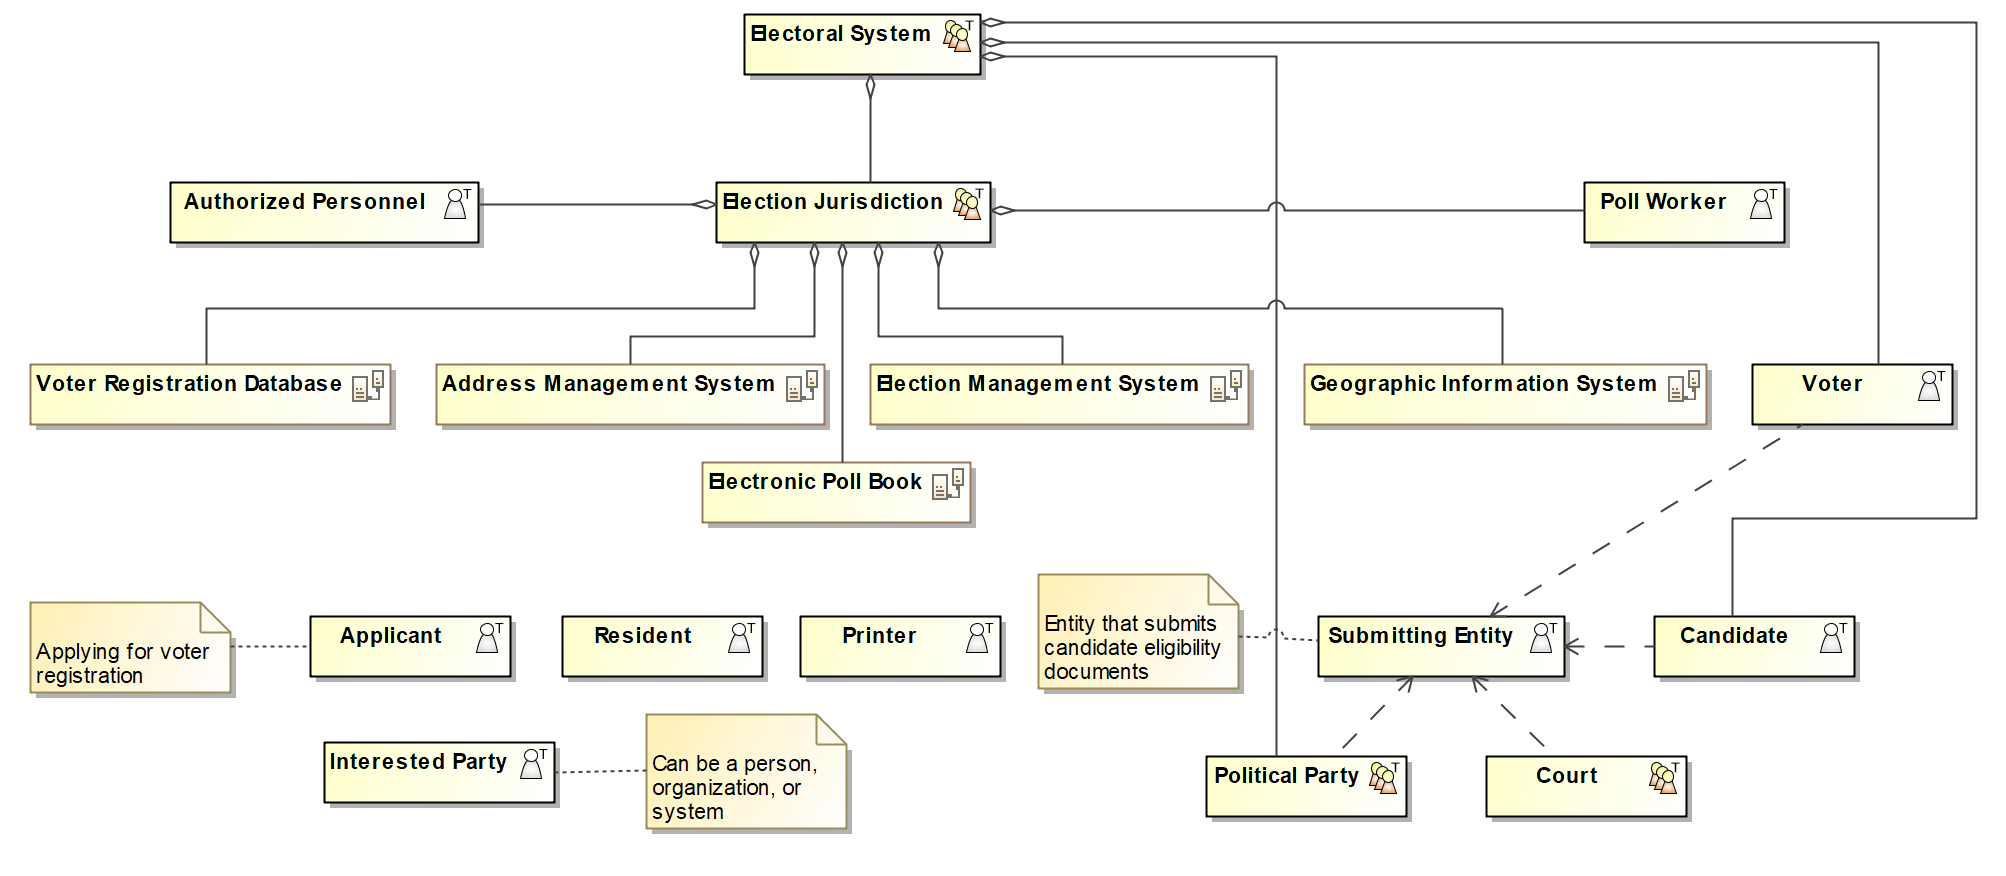 Electoral System
Authorized Personnel
Election Jurisdiction
Poll Worker
Voter Registration Database
Address Management System
Election Management System
Geographic Information System
Voter
Electronic Poll Book
Applying for voter
registration
Applicant
Resident
Printer
Entity that submits
candidate eligibility
documents
Submitting Entity
Candidate
Interested Party
Can be a person,
organization, or
system
Political Party
Court